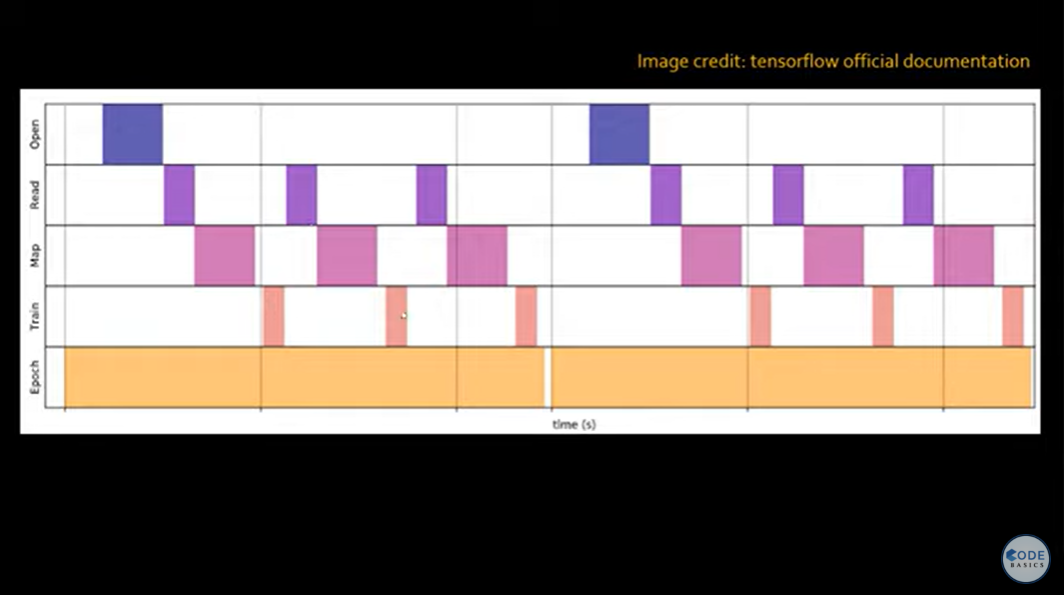 Image credit: tensorflow official documentation
Open
Read
Map
Train
Epoch
time (s)
CODE
BASICS